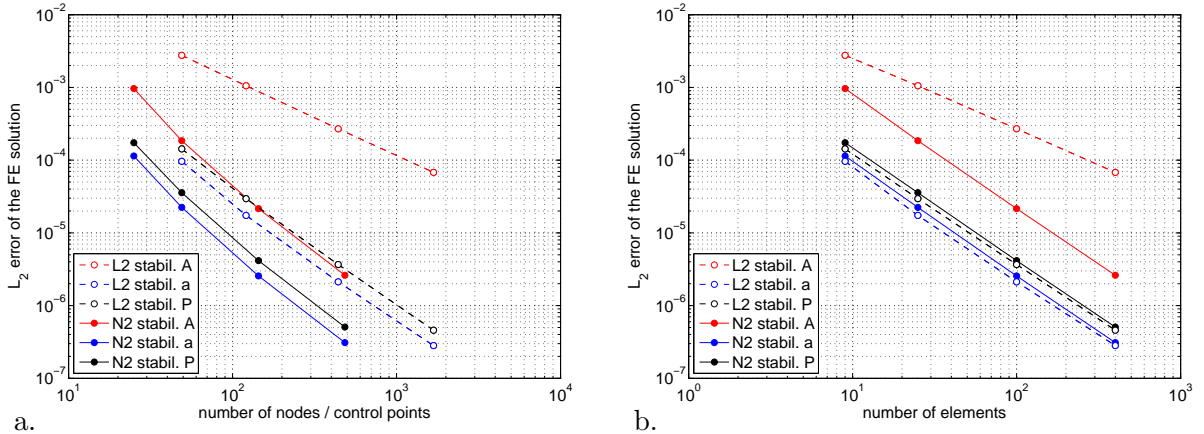 10^−2
10^−3
10^−4
10^−5
10^−6
10^−7
L_2 error of the FE solution
L2 stabil. A
L2 stabil. a
L2 stabil. P
N2 stabil. A
N2 stabil. a
N2 stabil. P
10^1
10^2
10^3
10^4
number of nodes / control points
a.
10^−2
10^−3
10^−4
10^−5
10^−6
10^−7
L_2 error of the FE solution
L2 stabil. A
L2 stabil. a
L2 stabil. P
N2 stabil. A
N2 stabil. a
N2 stabil. P
10^0
10^1
10^2
10^3
number of elements
b.